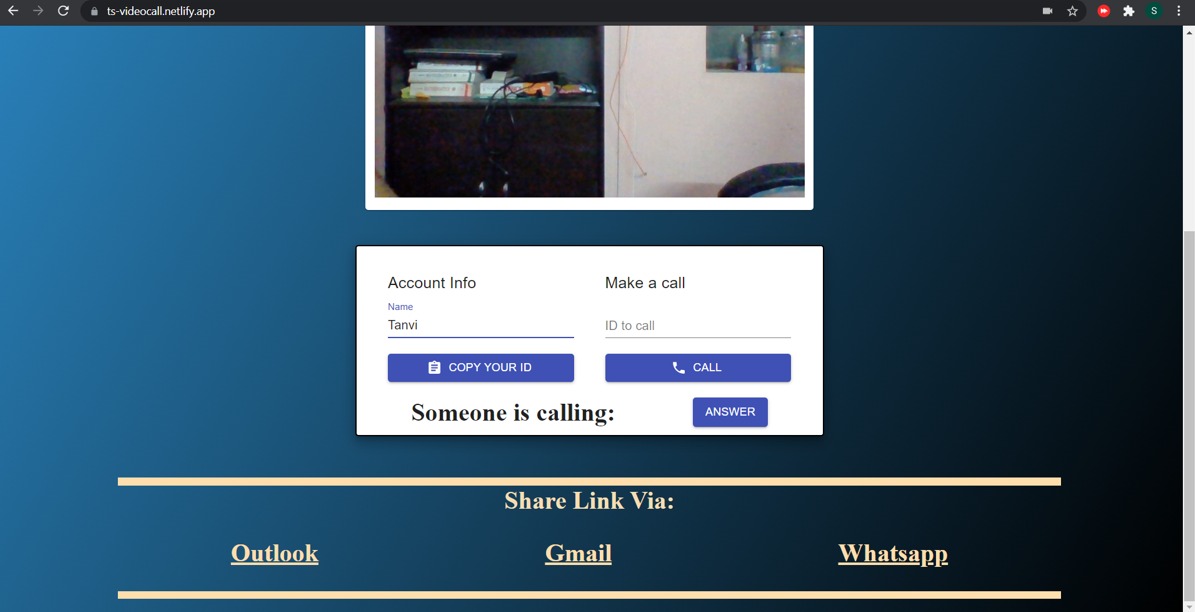 ts-videocall.netlify.app
S
Account Info
Make a call
Name
Tanvi
ID to call
COPY YOUR ID
CALL
Someone is calling:
ANSWER
Share Link Via:
Outlook
Gmail
Whatsapp